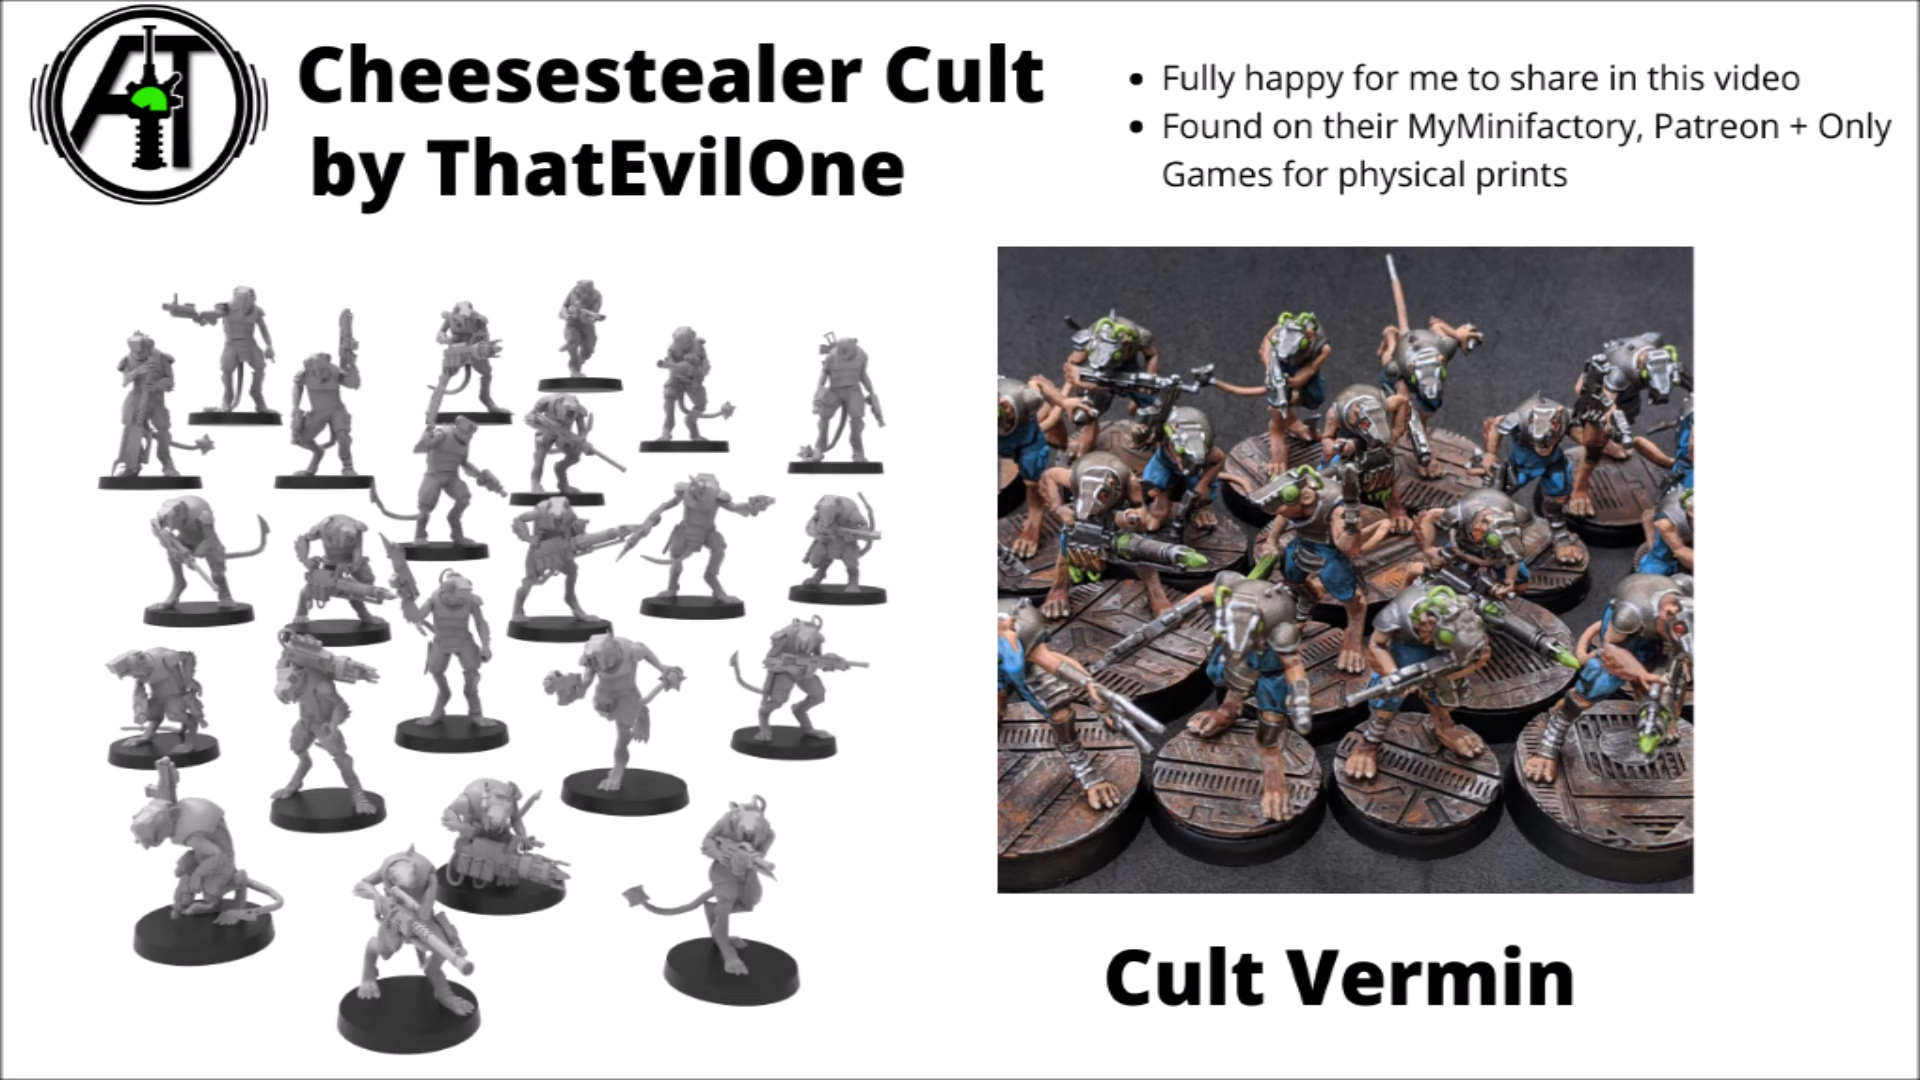 AT
Cheesestealer Cult
by ThatEvilOne
• Fully happy for me to share in this video
• Found on their MyMinifactory, Patreon + Only
Games for physical prints
Cult Vermin